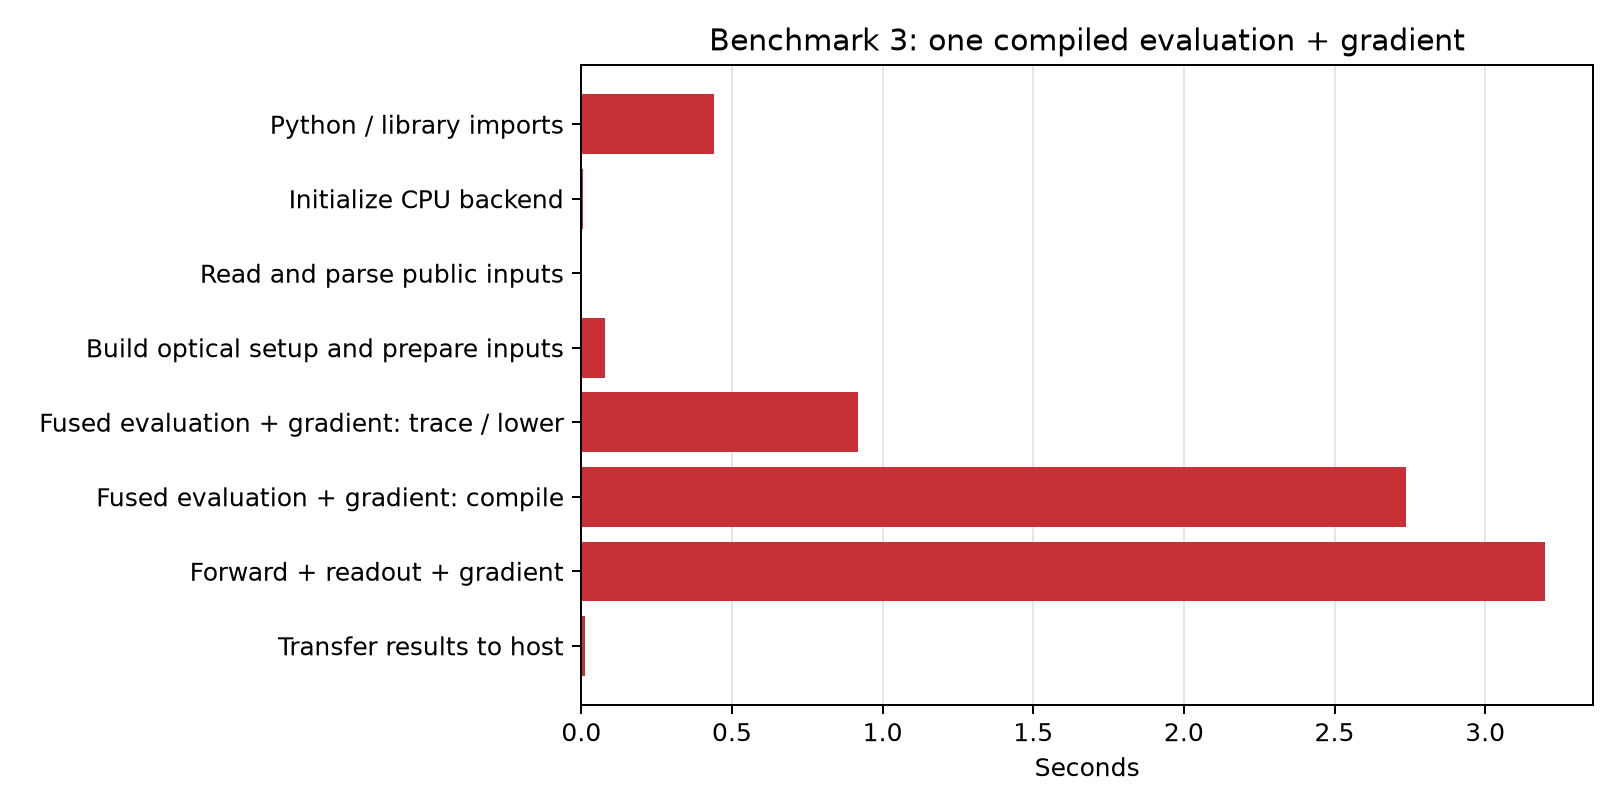 Benchmark 3: one compiled evaluation + gradient
Python / library imports
Initialize CPU backend
Read and parse public inputs
Build optical setup and prepare inputs
Fused evaluation + gradient: trace / lower
Fused evaluation + gradient: compile
Forward + readout + gradient
Transfer results to host
0.0 0.5 1.0 1.5 2.0 2.5 3.0
Seconds